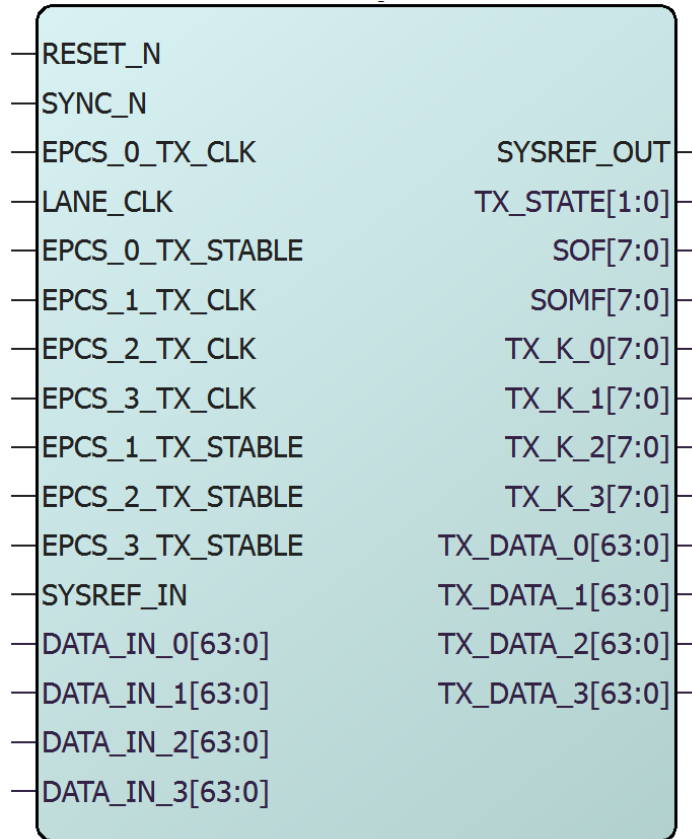 RESET_N
SYNC_N
EPCS_0_TX_CLK SYSREF_OUT
LANE_CLK TX_STATE[1:0]
EPCS_0_TX_STABLE SOF[7:0]
EPCS_1_TX_CLK SOMF[7:0]
EPCS_2_TX_CLK TX_K_0[7:0]
EPCS_3_TX_CLK TX_K_1[7:0]
EPCS_1_TX_STABLE TX_K_2[7:0]
EPCS_2_TX_STABLE TX_K_3[7:0]
EPCS_3_TX_STABLE TX_DATA_0[63:0]
SYSREF_IN TX_DATA_1[63:0]
DATA_IN_0[63:0] TX_DATA_2[63:0]
DATA_IN_1[63:0] TX_DATA_3[63:0]
DATA_IN_2[63:0]
DATA_IN_3[63:0]